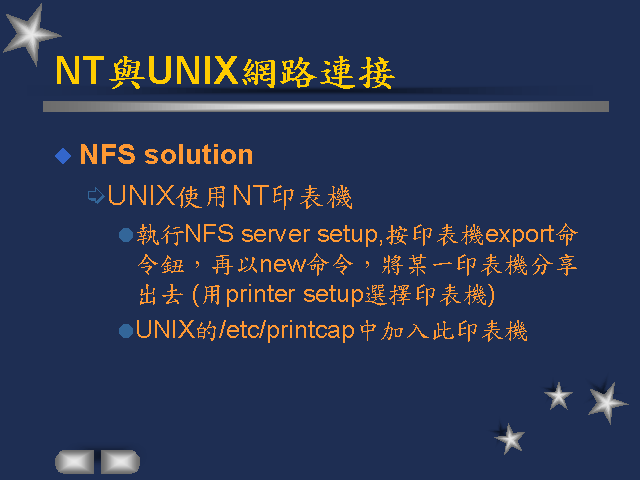 NT與UNIX網路連接
NFS solution
UNIX使用NT印表機
執行NFS server setup,按印表機export命
令鈕，再以new命令，將某一印表機分享
出去 (用printer setup選擇印表機)
UNIX的/etc/printcap中加入此印表機